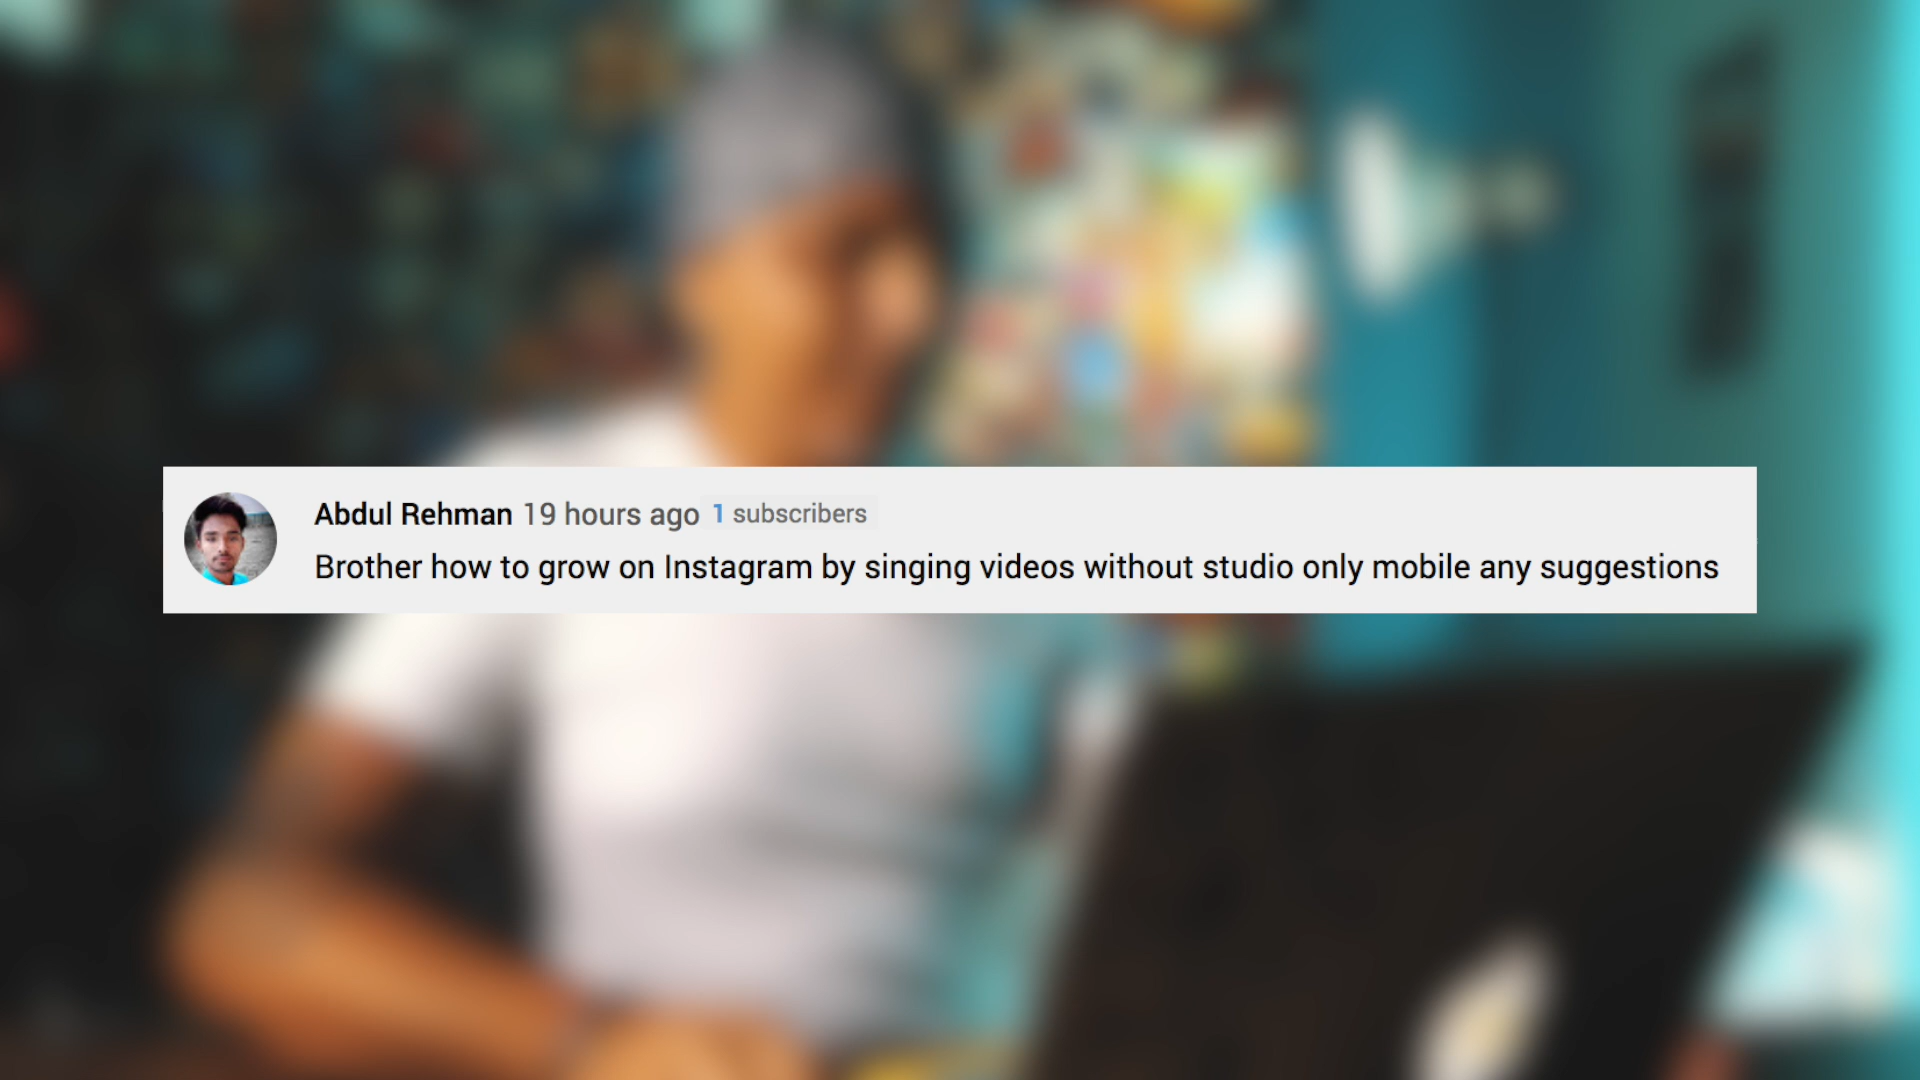 Abdul Rehman 19 hours ago 1 subscribers
Brother how to grow on Instagram by singing videos without studio only mobile any suggestions